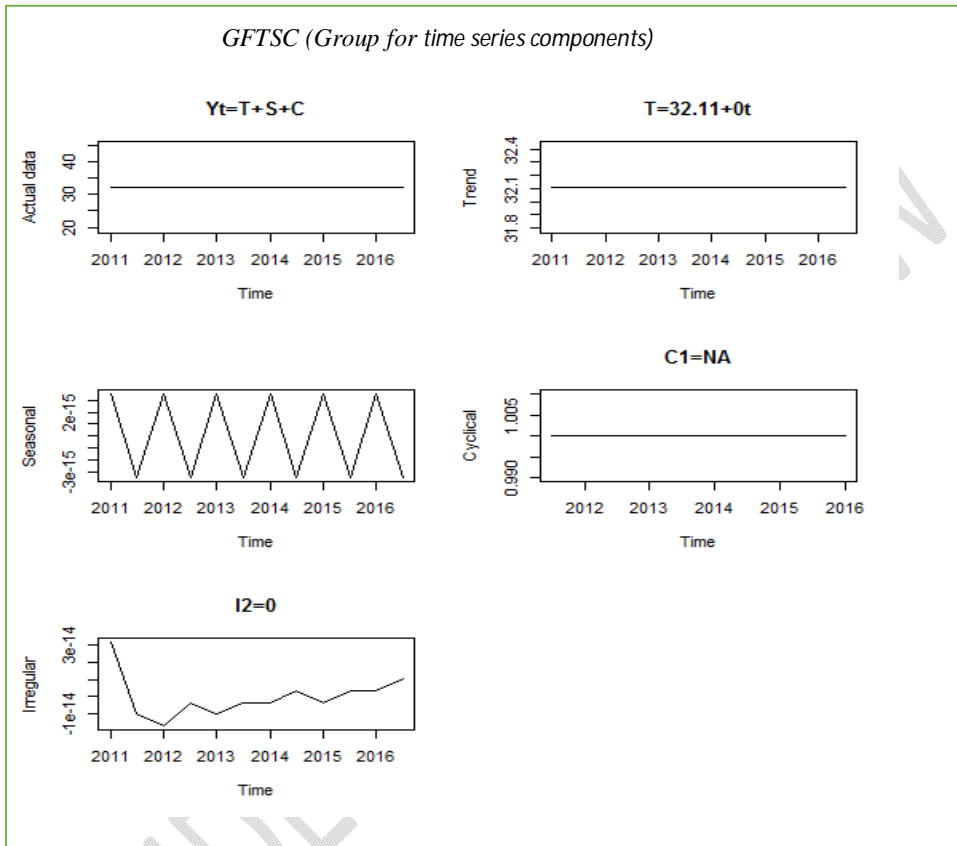 GFTSC (Group for time series components)
Yt=T+S+C
Actual data
20 30 40
2011 2012 2013 2014 2015 2016
Time
T=32.11+0t
Trend
31.8 32.1 32.4
2011 2012 2013 2014 2015 2016
Time
Seasonal
-3e-15 2e-15
2011 2012 2013 2014 2015 2016
Time
C1=NA
Cyclical
0.990 1.005
2012 2013 2014 2015 2016
Time
I2=0
Irregular
-1e-14 3e-14
2011 2012 2013 2014 2015 2016
Time